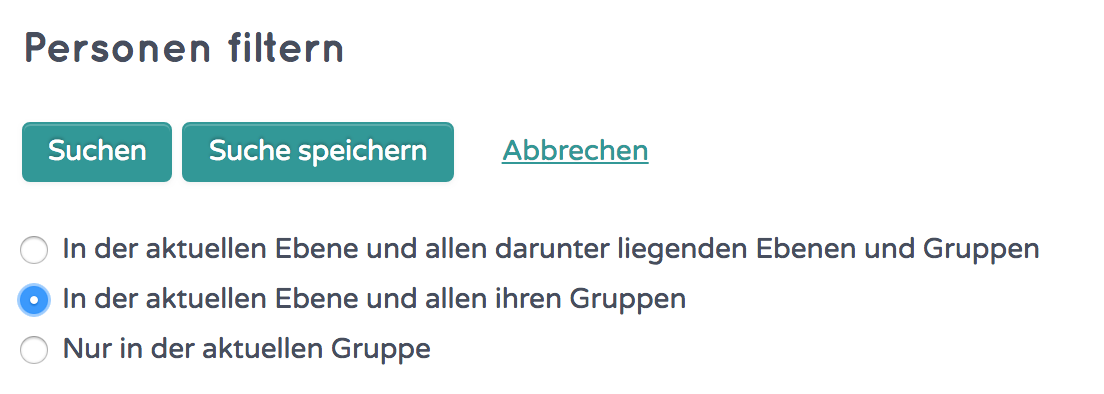 Personen filtern
Suchen Suche speichern Abbrechen
In der aktuellen Ebene und allen darunter liegenden Ebenen und Gruppen
In der aktuellen Ebene und allen ihren Gruppen
Nur in der aktuellen Gruppe